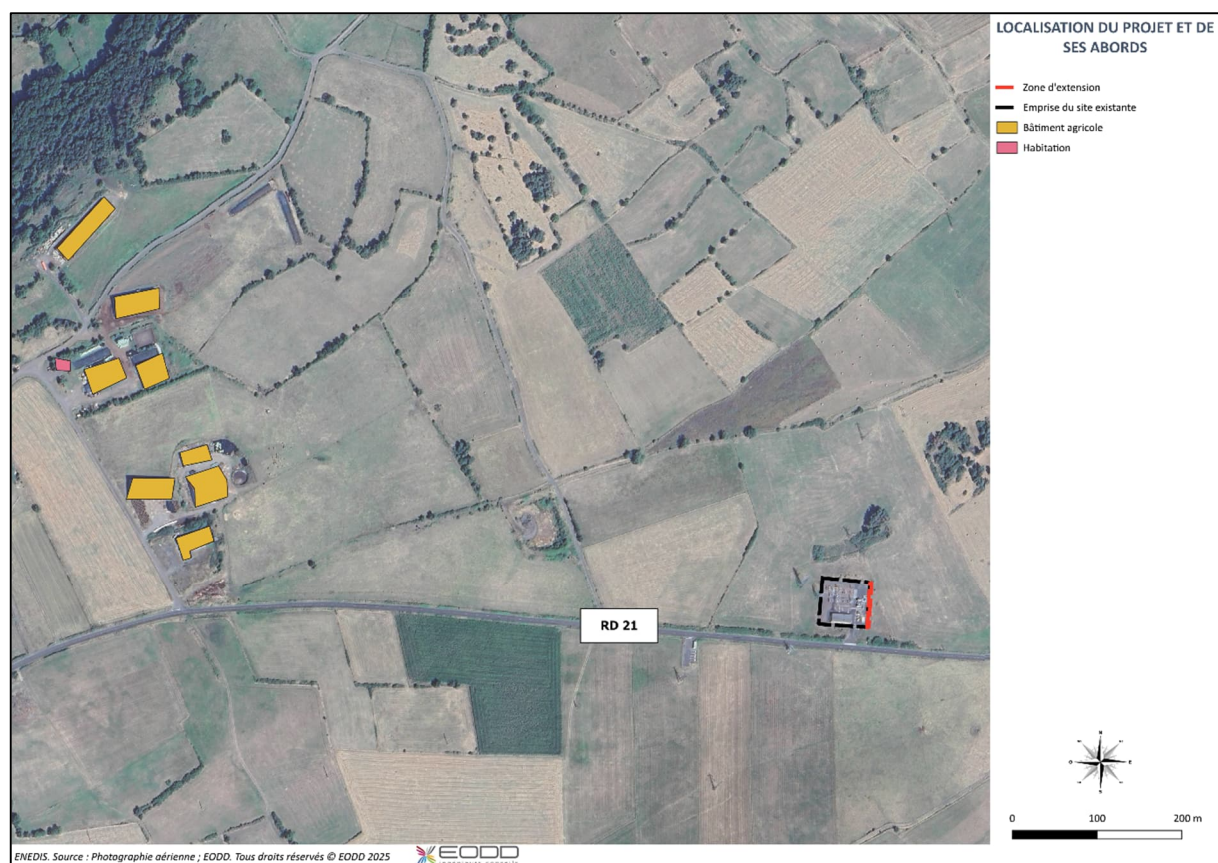 LOCALISATION DU PROJET ET DE
SES ABORDS
Zone d'extension
Emprise du site existante
Bâtiment agricole
Habitation
RD 21
N
O
E
S
0 100 200 m
ENEDIS. Source : Photographie aérienne ; EODD. Tous droits réservés © EODD 2025
EODD